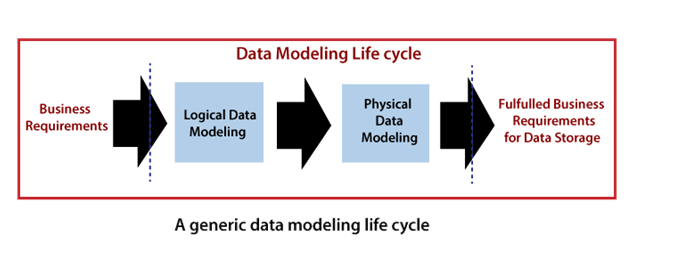 Data Modeling Life cycle
Business
Requirements
Logical Data
Modeling
Physical
Data
Modeling
Fulfulled Business
Requirements
for Data Storage
A generic data modeling life cycle